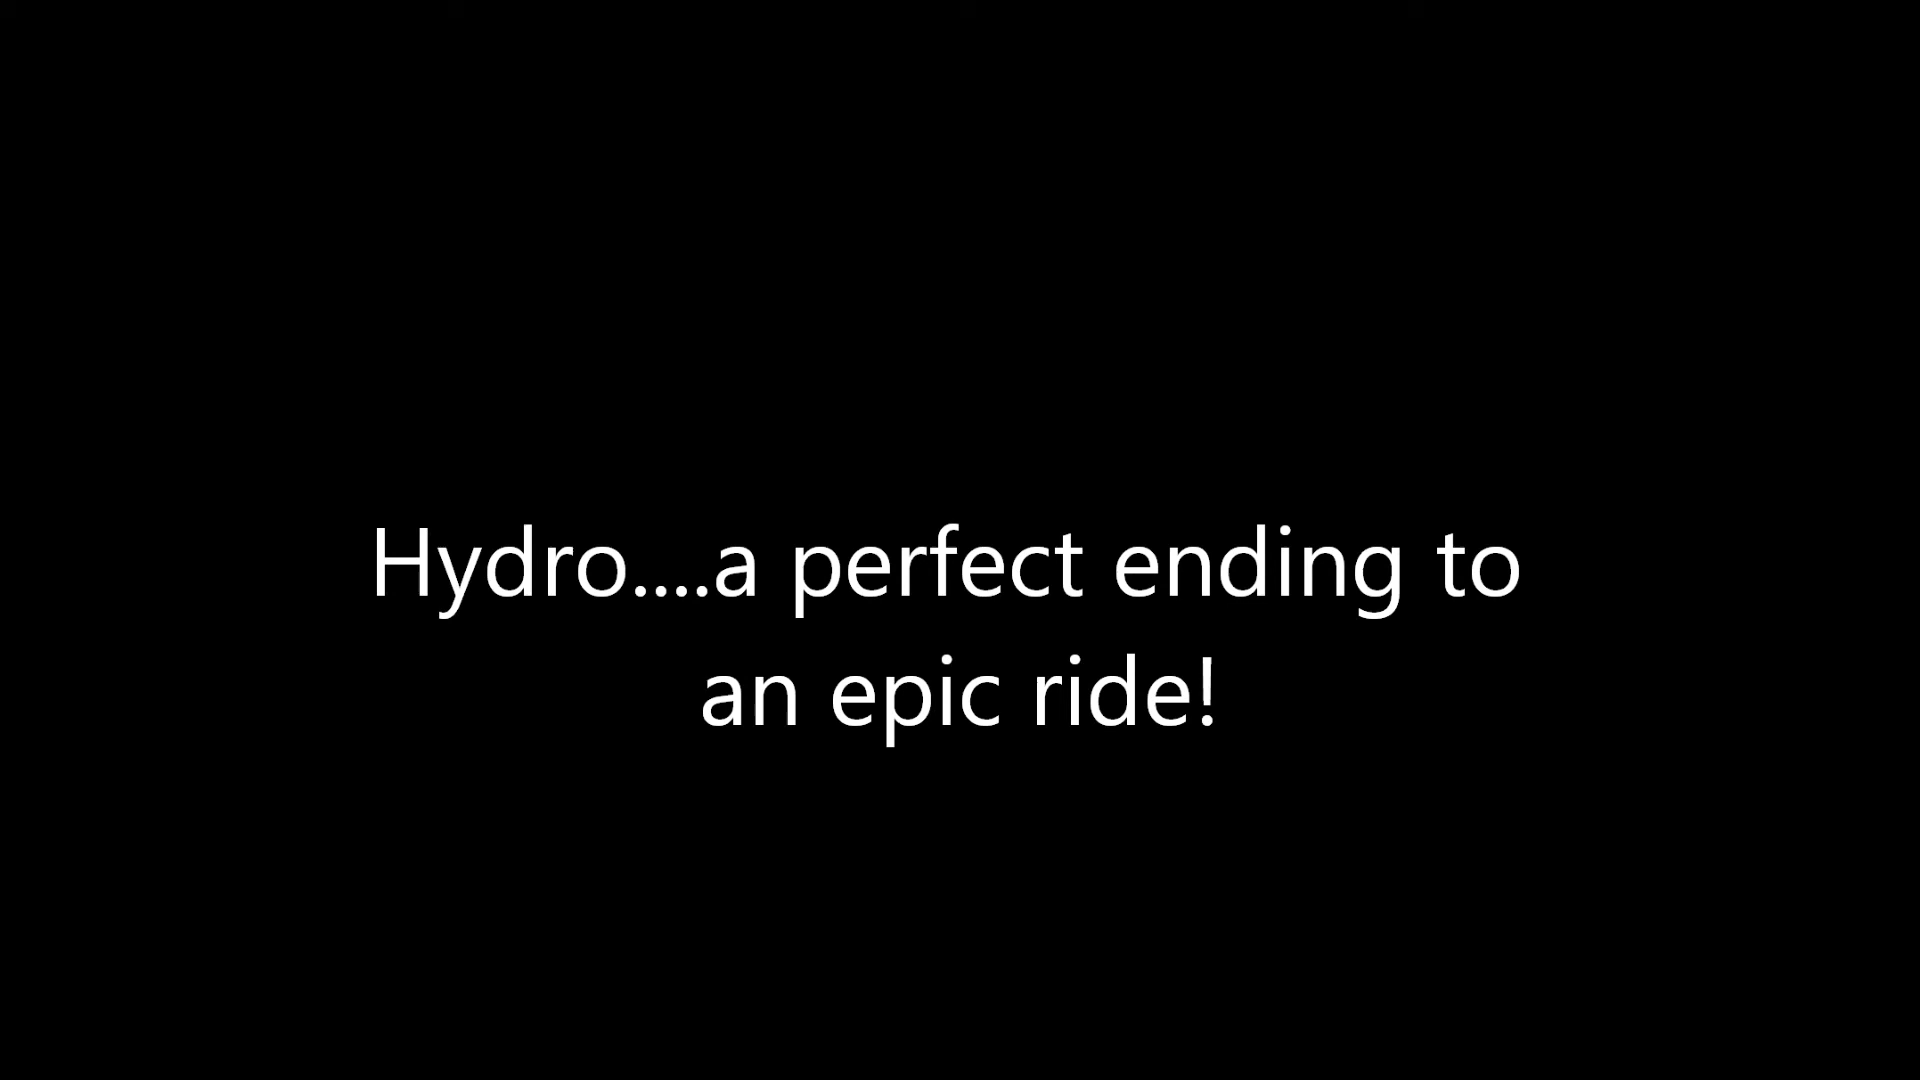 Hydro....a perfect ending to
an epic ride!